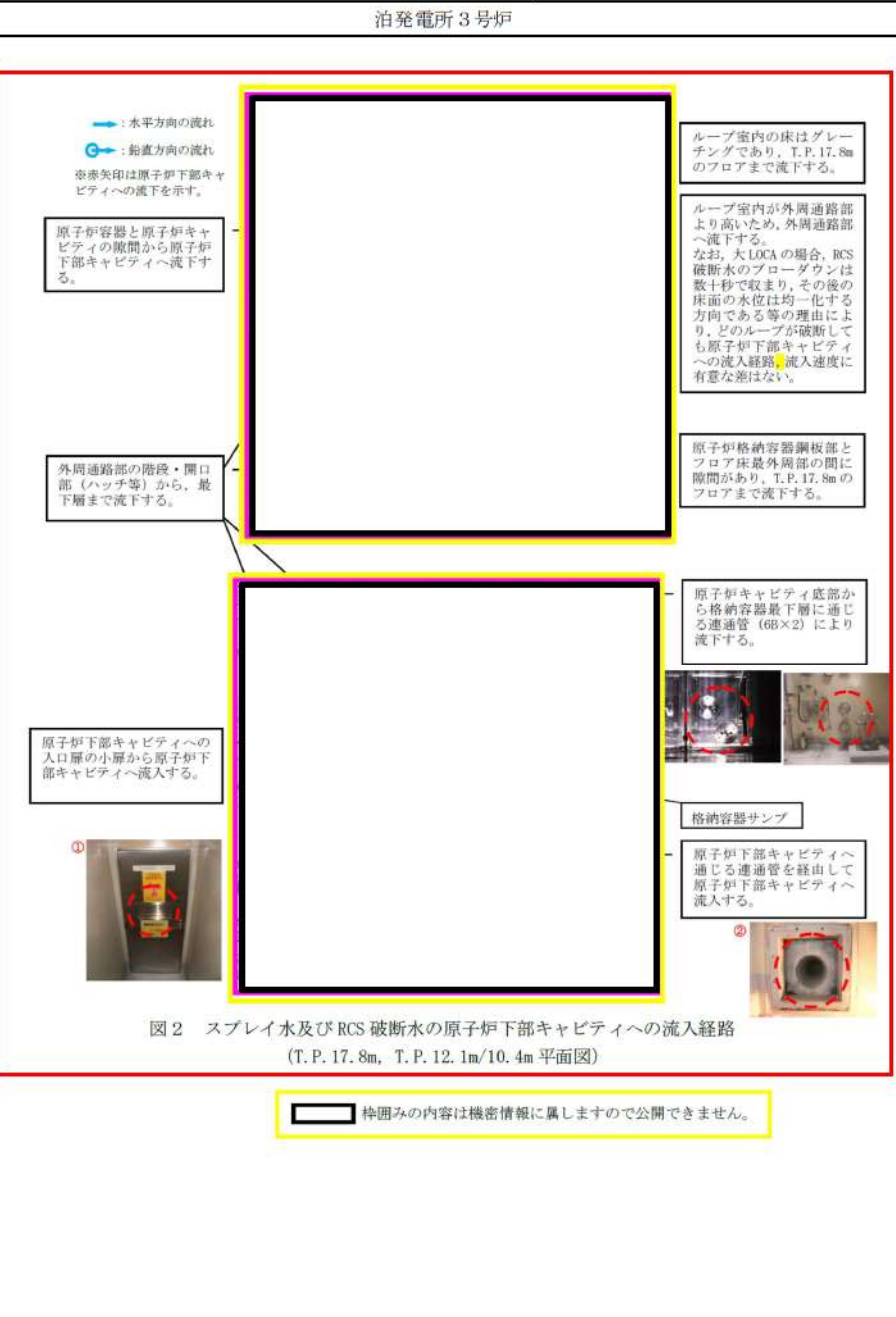 泊発電所3号炉
:水平方向の流れ
:鉛直方向の流れ
※赤矢印は原子炉下部キャ
ビティへの流下を示す。
原子炉容器と原子炉キャ
ビティの隙間から原子炉
下部キャビティへ流下す
る。
外周通路部の階段・開口
部(ハッチ等)から、最
下層まで流下する。
原子炉下部キャビティへの
入口扉の小扉から原子炉下
部キャビティへ流入する。
①
ループ室内の床はグレー
チングであり,T.P.17.8m
のフロアまで流下する。
ループ室内が外周通路部
より高いため,外周通路部
へ流下する。
なお,大LOCAの場合,RCS
破断水のブローダウンは
数十秒で収まり,その後の
床面の水位は均一化する
方向である等の理由によ
り,どのループが破断して
も原子炉下部キャビティ
への流入経路,流入速度に
有意な差はない。
原子炉格納容器鋼板部と
フロア床最外周部の間に
隙間があり,T.P.17.8mの
フロアまで流下する。
原子炉キャビティ底部か
ら格納容器最下層に通じ
る連通管(6B×2)により
流下する。
格納容器サンプ
原子炉下部キャビティへ
通じる連通管を経由して
原子炉下部キャビティへ
流入する。
②
図2 スプレイ水及びRCS破断水の原子炉下部キャビティへの流入経路
(T.P.17.8m, T.P.12.1m/10.4m平面図)
枠囲みの内容は機密情報に属しますので公開できません。